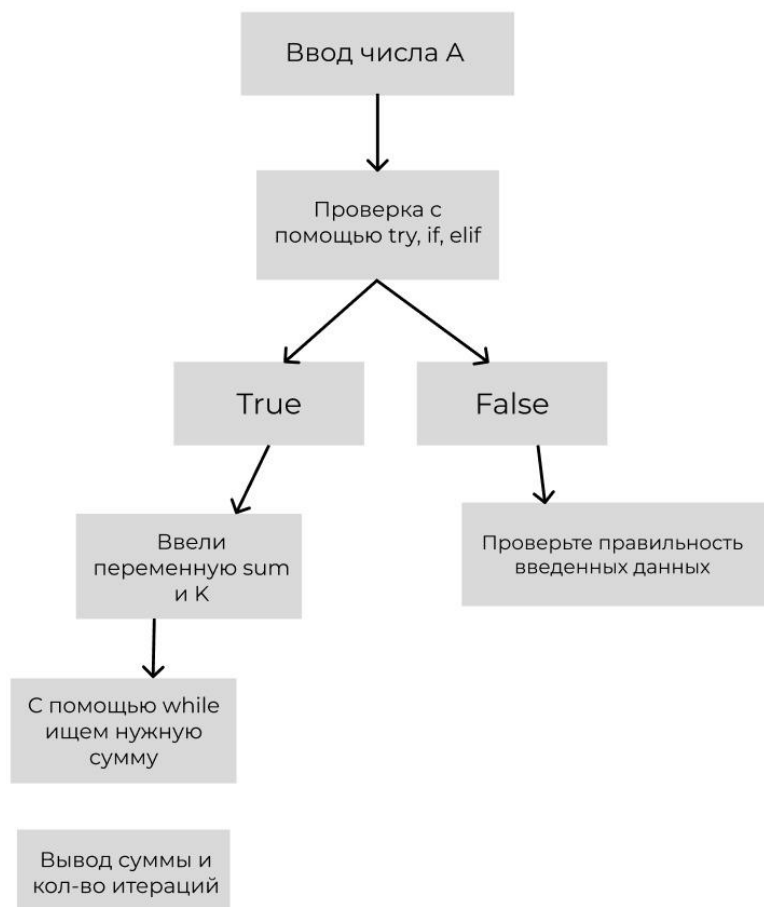 Ввод числа А
Проверка с
помощью try, if, elif
True
False
Ввели
переменную sum
и К
Проверьте правильность
введенных данных
С помощью while
ищем нужную
сумму
Вывод суммы и
кол-во итераций